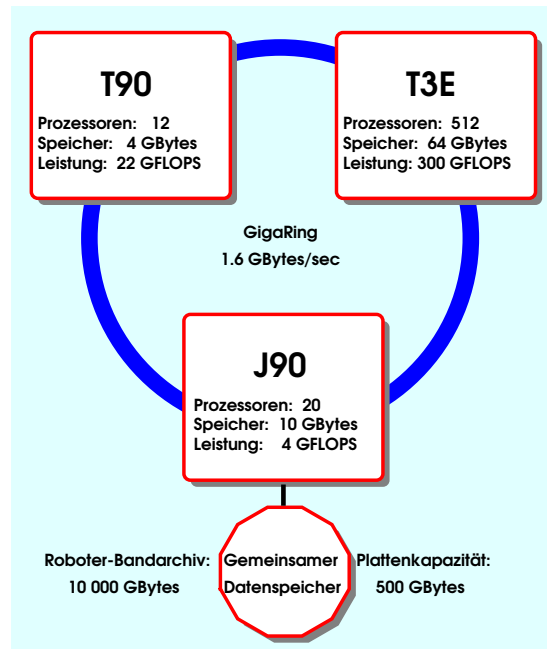 T90
Prozessoren: 12
Speicher: 4 GBytes
Leistung: 22 GFLOPS
T3E
Prozessoren: 512
Speicher: 64 GBytes
Leistung: 300 GFLOPS
GigaRing
1.6 GBytes/sec
J90
Prozessoren: 20
Speicher: 10 GBytes
Leistung: 4 GFLOPS
Roboter-Bandarchiv:
10 000 GBytes
Gemeinsamer
Datenspeicher
Plattenkapazität:
500 GBytes